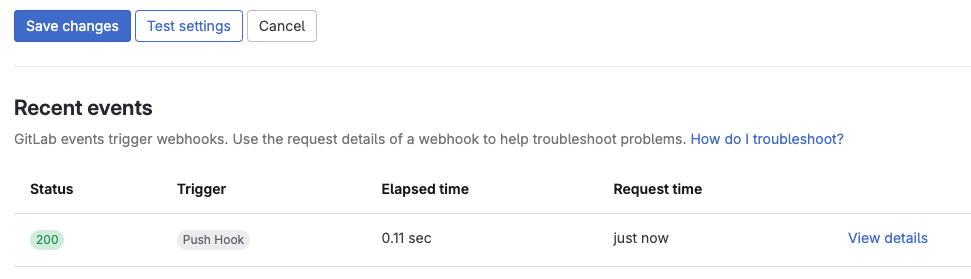 Save changes Test settings Cancel
Recent events
GitLab events trigger webhooks. Use the request details of a webhook to help troubleshoot problems. How do I troubleshoot?
Status Trigger Elapsed time Request time
200 Push Hook 0.11 sec just now View details